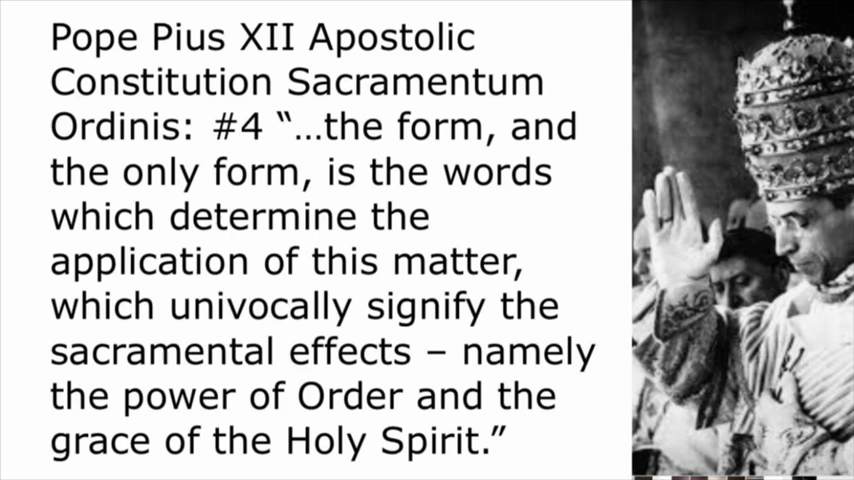 Pope Pius XII Apostolic
Constitution Sacramentum
Ordinis: #4 “…the form, and
the only form, is the words
which determine the
application of this matter,
which univocally signify the
sacramental effects – namely
the power of Order and the
grace of the Holy Spirit.”